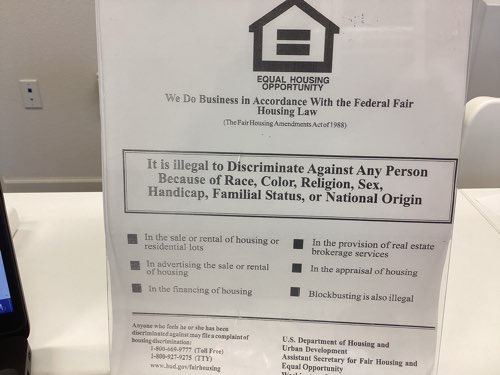 EQUAL HOUSING
OPPORTUNITY
We Do Business in Accordance With the Federal Fair
Housing Law
(The Fair Housing Amendments Act of 1988)
It is illegal to Discriminate Against Any Person
Because of Race, Color, Religion, Sex,
Handicap, Familial Status, or National Origin
In the sale or rental of housing or
residential lots
In advertising the sale or rental
of housing
In the financing of housing
In the provision of real estate
brokerage services
In the appraisal of housing
Blockbusting is also illegal
Anyone who feels he or she has been
discriminated against may file a complaint of
housing discrimination:
1-800-669-9777 (Toll Free)
1-800-927-9275 (TTY)
www.hud.gov/fairhousing
U.S. Department of Housing and
Urban Development
Assistant Secretary for Fair Housing and
Equal Opportunity